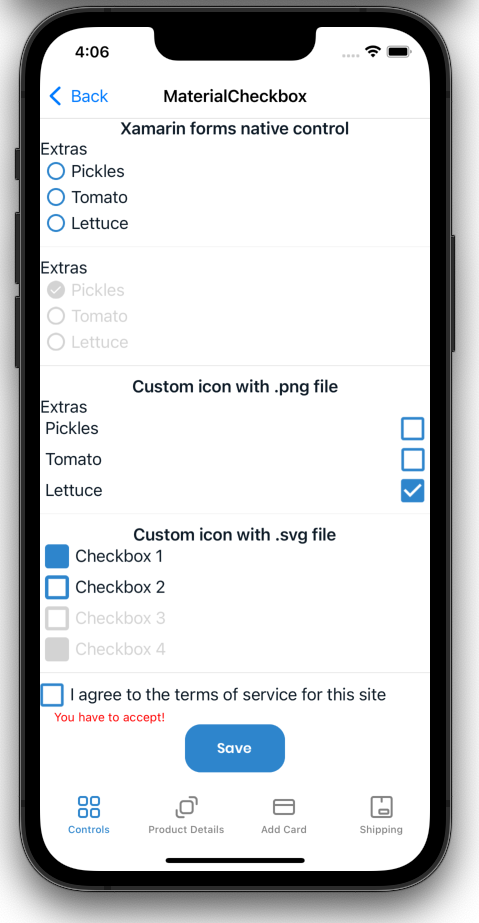 4:06
Back
MaterialCheckbox
Xamarin forms native control
Extras
Pickles
Tomato
Lettuce
Extras
Pickles
Tomato
Lettuce
Custom icon with .png file
Extras
Pickles
Tomato
Lettuce
Custom icon with .svg file
Checkbox 1
Checkbox 2
Checkbox 3
Checkbox 4
I agree to the terms of service for this site
You have to accept!
Save
Controls
Product Details
Add Card
Shipping